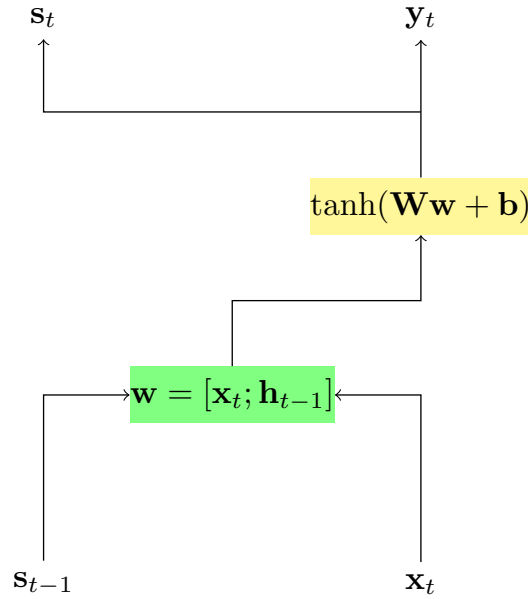 s_t y_t
tanh(Ww + b)
w = [x_t; h_{t−1}]
s_{t−1} x_t